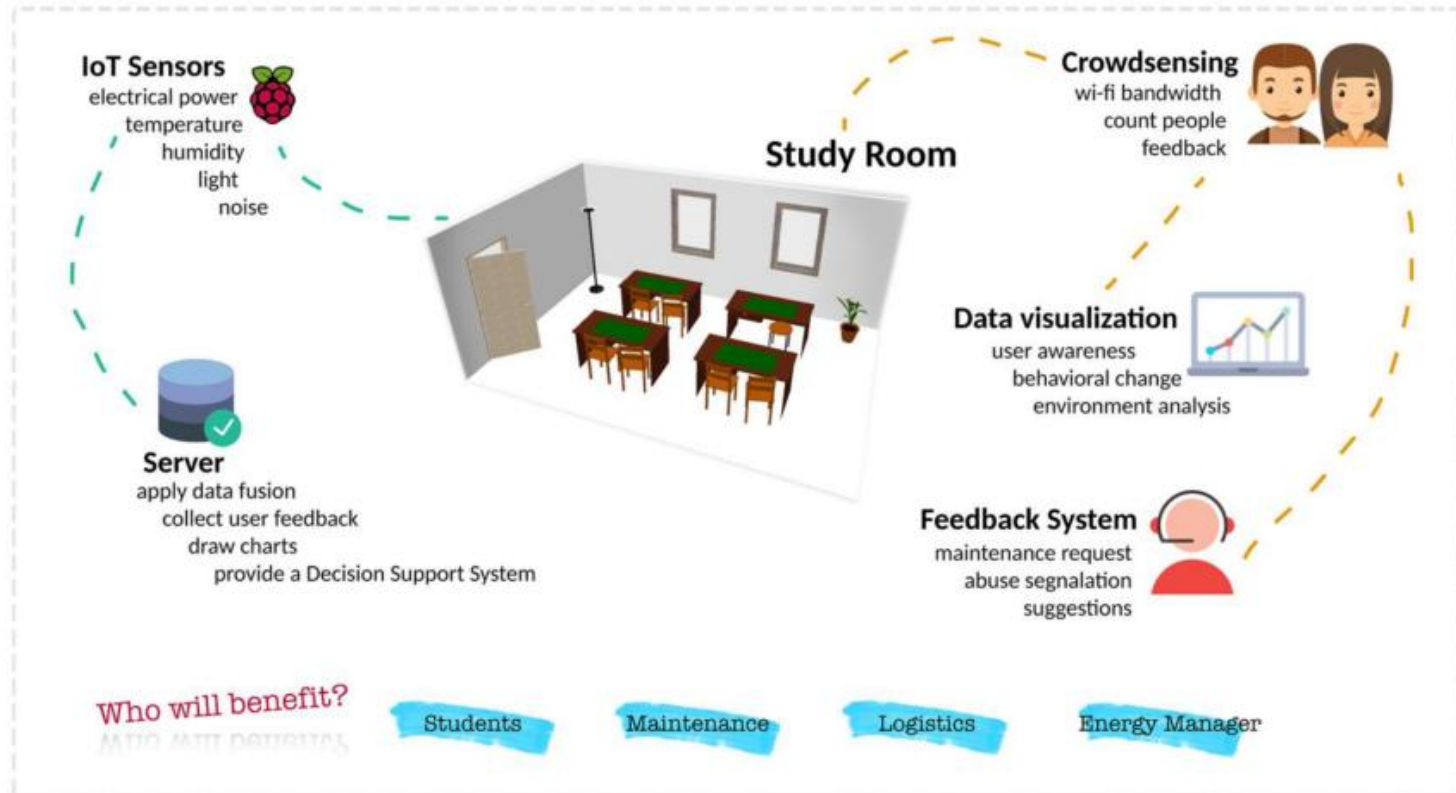 IoT Sensors
electrical power
temperature
humidity
light
noise
Study Room
Crowdsensing
wi-fi bandwidth
count people
feedback
Data visualization
user awareness
behavioral change
environment analysis
Server
apply data fusion
collect user feedback
draw charts
provide a Decision Support System
Feedback System
maintenance request
abuse segnalation
suggestions
Who will benefit?
Students
Maintenance
Logistics
Energy Manager